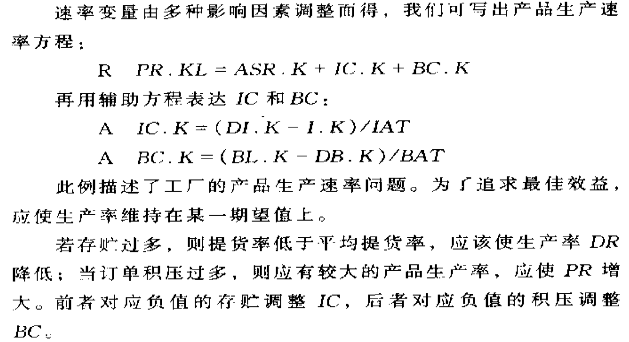 速率变量由多种影响因素调整而得，我们可写出产品生产速
率方程：
R PR.KL = ASR.K + IC.K + BC.K
再用辅助方程表达 IC 和 BC：
A IC.K = (DI.K - I.K)/IAT
A BC.K = (BL.K - DB.K)/BAT
此例描述了工厂的产品生产速率问题。为了追求最佳效益，
应使生产率维持在某一期望值上。
若存贮过多，则提货率低于平均提货率，应该使生产率 DR
降低；当订单积压过多，则应有较大的产品生产率，应使 PR 增
大。前者对应负值的存贮调整 IC，后者对应负值的积压调整
BC。